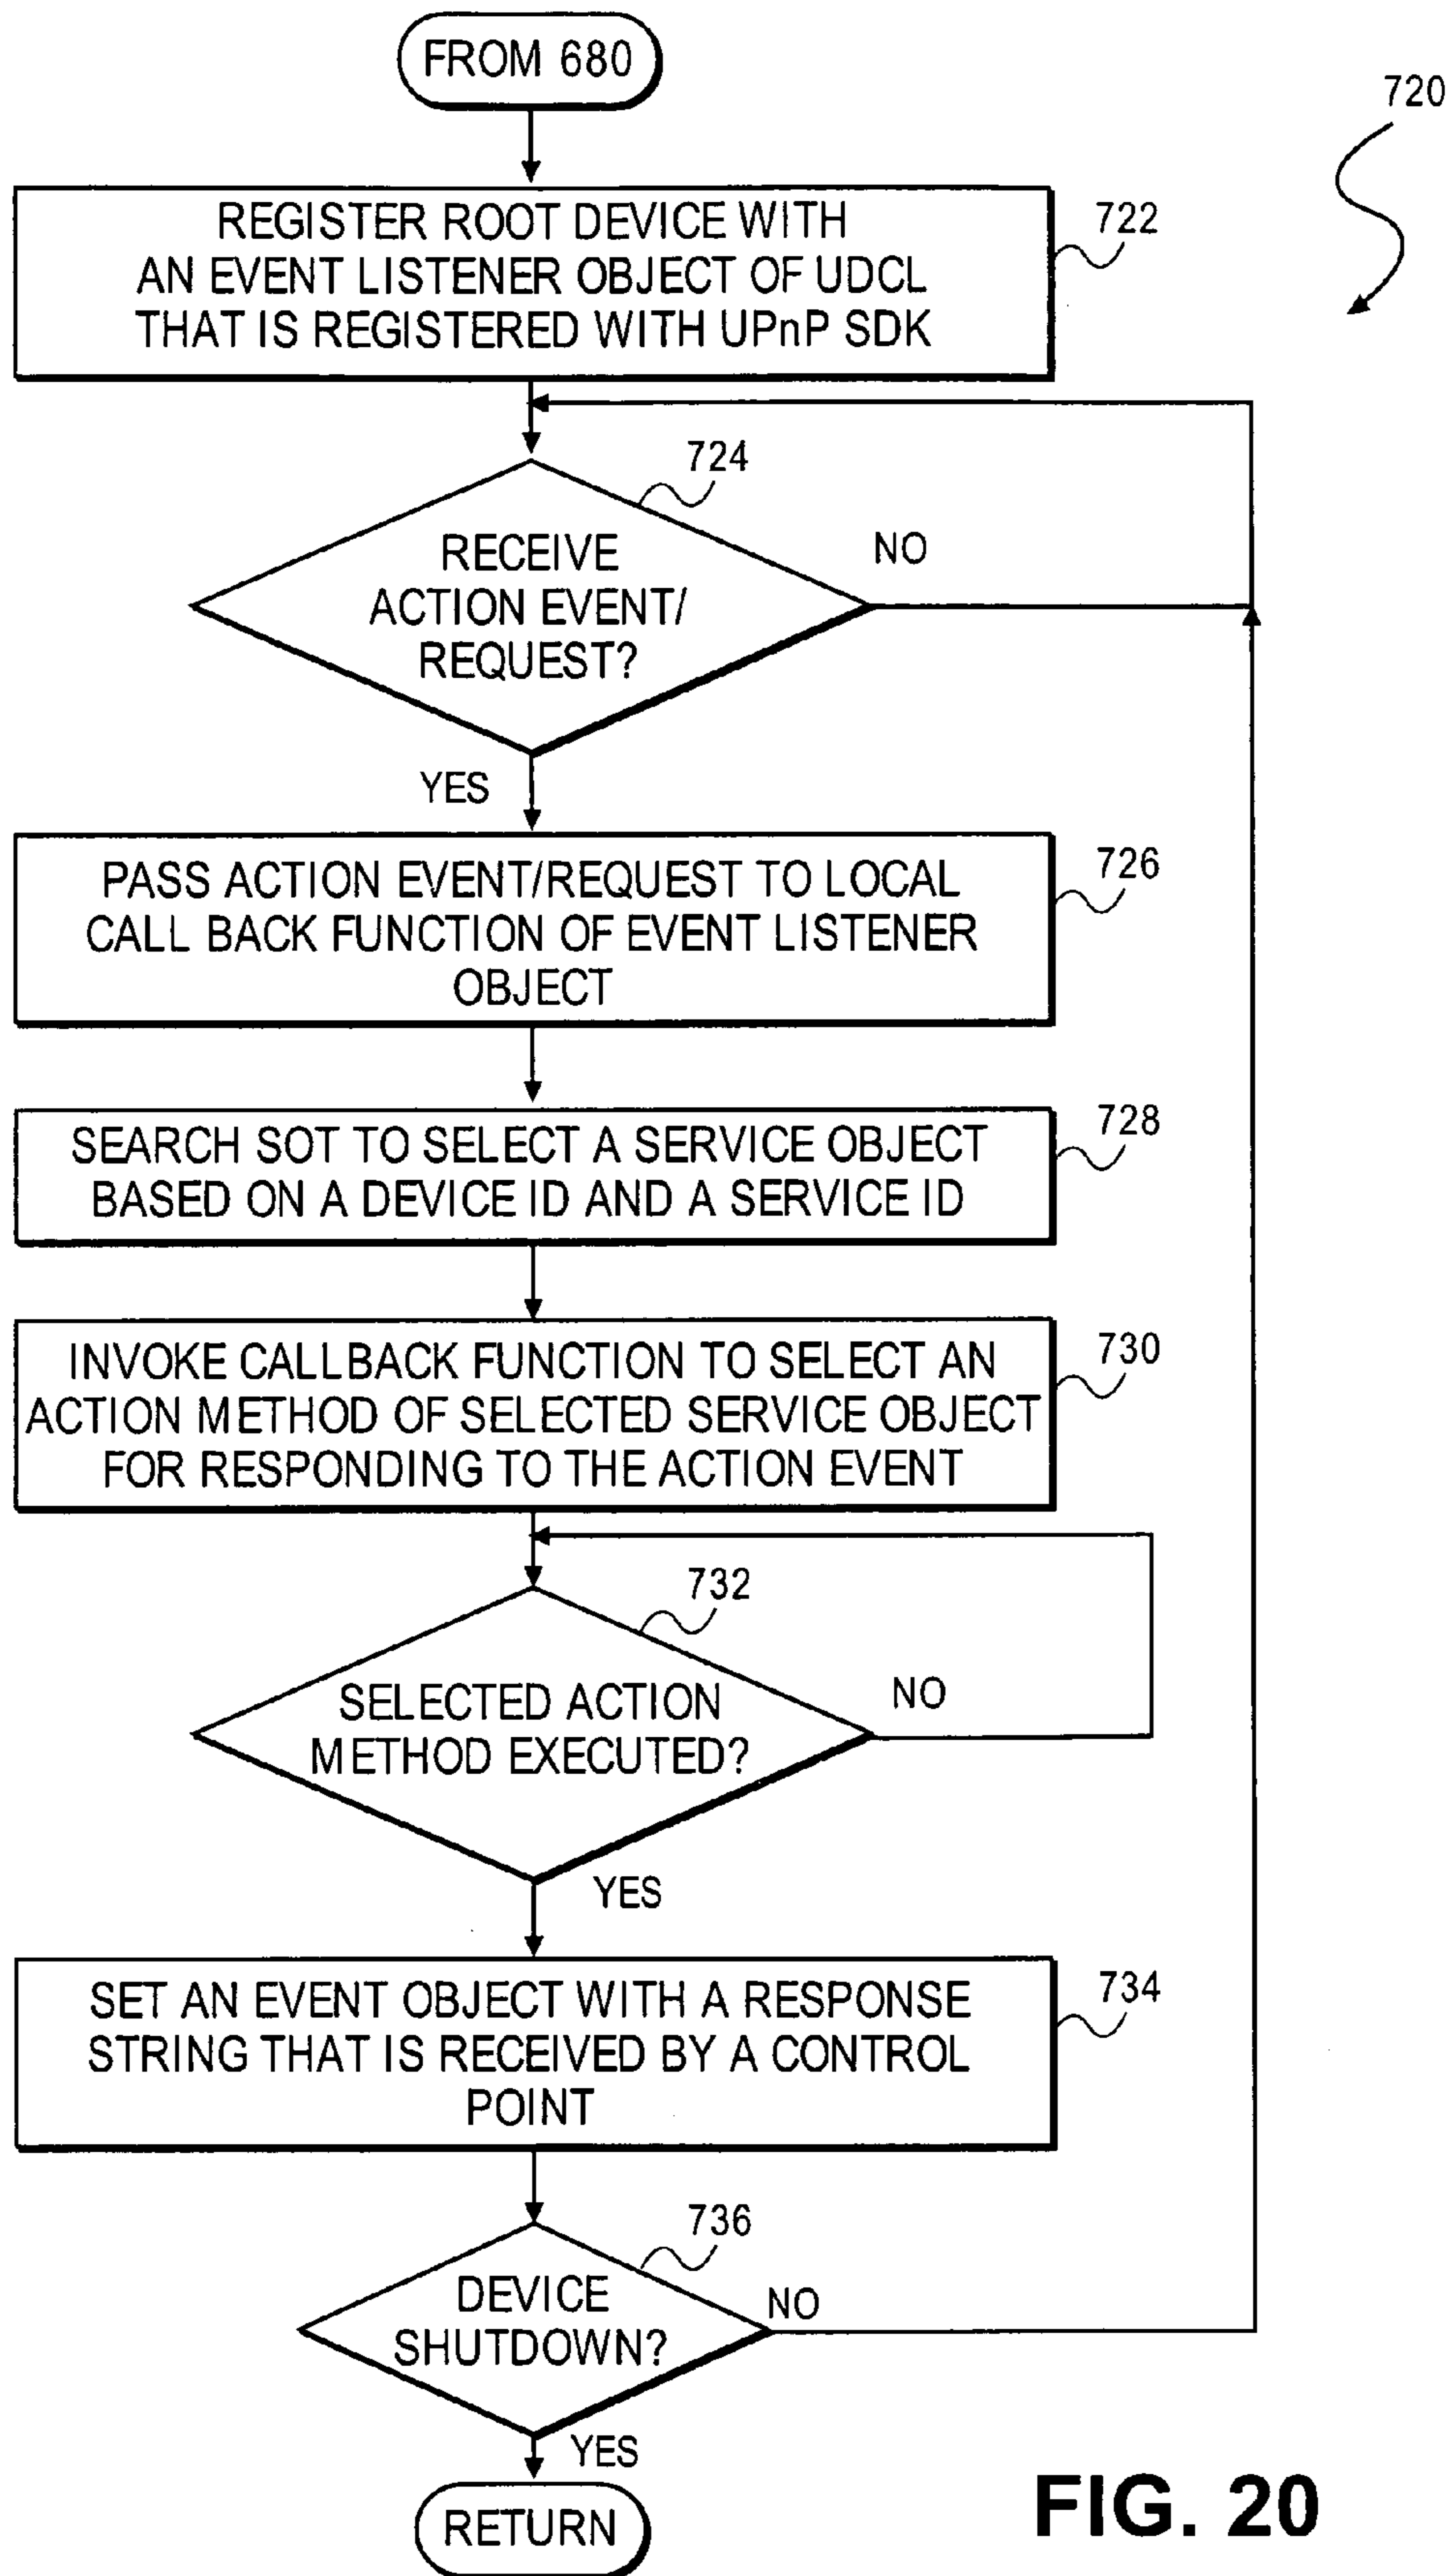 FROM 680
720
REGISTER ROOT DEVICE WITH
AN EVENT LISTENER OBJECT OF UDCL
THAT IS REGISTERED WITH UPnP SDK
722
724
RECEIVE
ACTION EVENT/
REQUEST?
NO
YES
PASS ACTION EVENT/REQUEST TO LOCAL
CALL BACK FUNCTION OF EVENT LISTENER
OBJECT
726
SEARCH SOT TO SELECT A SERVICE OBJECT
BASED ON A DEVICE ID AND A SERVICE ID
728
INVOKE CALLBACK FUNCTION TO SELECT AN
ACTION METHOD OF SELECTED SERVICE OBJECT
FOR RESPONDING TO THE ACTION EVENT
730
732
SELECTED ACTION
METHOD EXECUTED?
NO
YES
SET AN EVENT OBJECT WITH A RESPONSE
STRING THAT IS RECEIVED BY A CONTROL
POINT
734
736
DEVICE
SHUTDOWN?
NO
YES
RETURN
FIG. 20